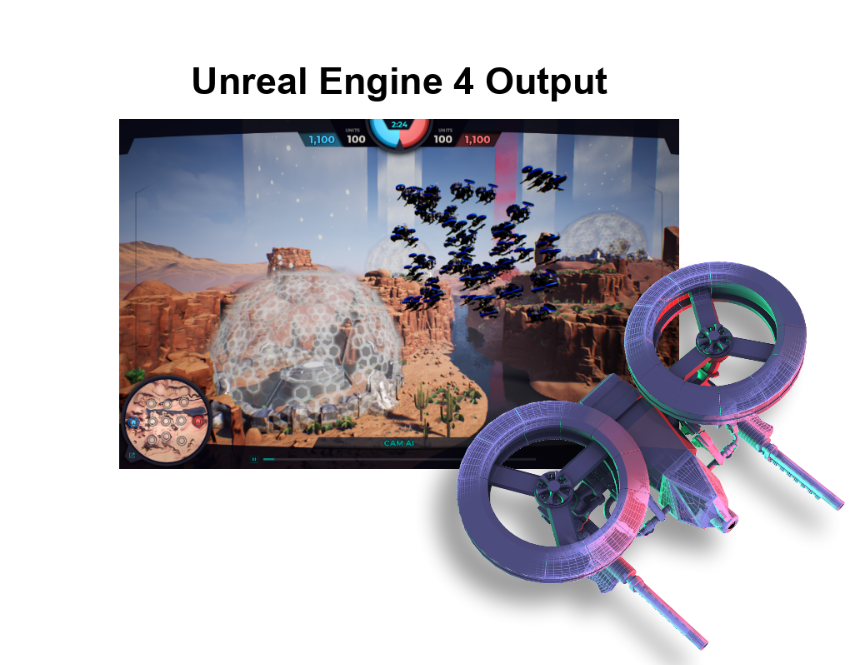 Unreal Engine 4 Output
2:24
UNITS UNITS
1,100 100 100 1,100
CAM AI